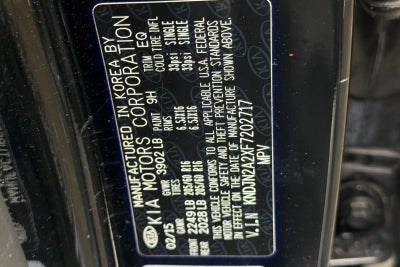 MANUFACTURED IN KOREA BY
KIA MOTORS CORPORATION
02/15 GVWR 3902LB PAINT 9H TRIM EQ
GAWR TIRES RIMS COLD TIRE INFL
FRT 2249LB 205/60 R16 6.5JX16 33psi SINGLE
RR 2028LB 205/60 R16 6.5JX16 33psi SINGLE
THIS VEHICLE CONFORMS TO ALL APPLICABLE U.S.A. FEDERAL
MOTOR VEHICLE SAFETY AND THEFT PREVENTION STANDARDS
IN EFFECT ON THE DATE OF MANUFACTURE SHOWN ABOVE.
V.I.N KNDJN2A2XF7202717
MPV